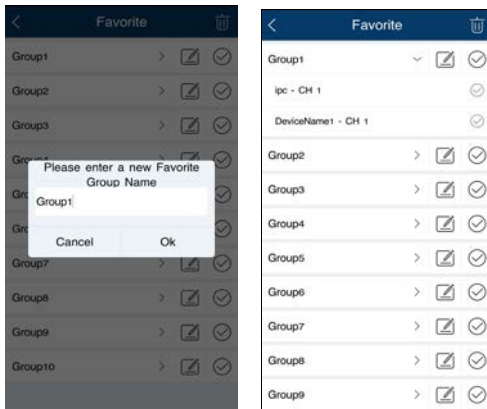 Favorite
Group1
Group2
Group3
Please enter a new Favorite
Group Name
Group1
Cancel Ok
Group7
Group8
Group9
Group10
Favorite
Group1
ipc - CH 1
DeviceName1 - CH 1
Group2
Group3
Group4
Group5
Group6
Group7
Group8
Group9